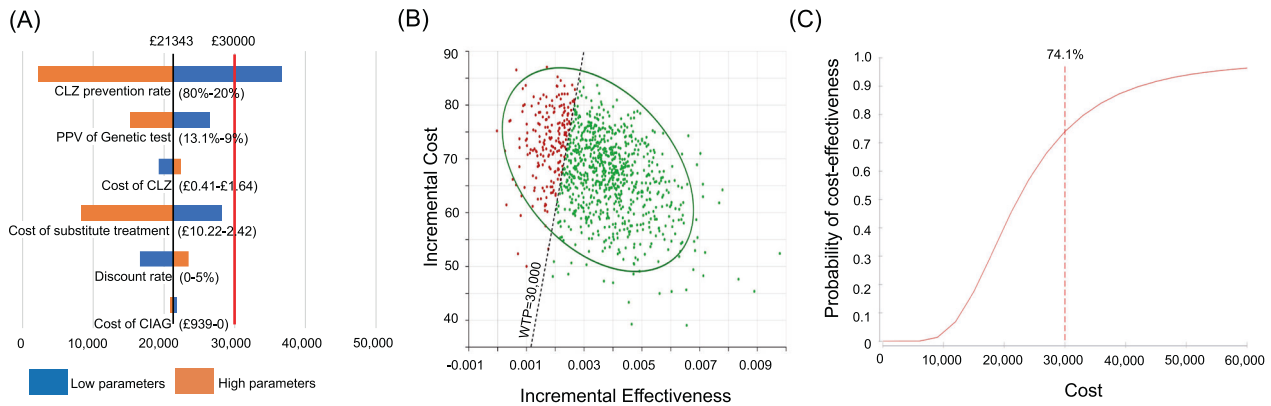 (A)
£21343 £30000
CLZ prevention rate (80%-20%)
PPV of Genetic test (13.1%-9%)
Cost of CLZ (£0.41-£1.64)
Cost of substitute treatment (£10.22-2.42)
Discount rate (0-5%)
Cost of CIAG (£939-0)
0 10,000 20,000 30,000 40,000 50,000
Low parameters High parameters
(B)
Incremental Cost
90
80
70
60
50
40
WTP=30,000
-0.001 0.001 0.003 0.005 0.007 0.009
Incremental Effectiveness
(C)
74.1%
Probability of cost-effectiveness
1.0
0.9
0.8
0.7
0.6
0.5
0.4
0.3
0.2
0.1
0
0 10,000 20,000 30,000 40,000 50,000 60,000
Cost